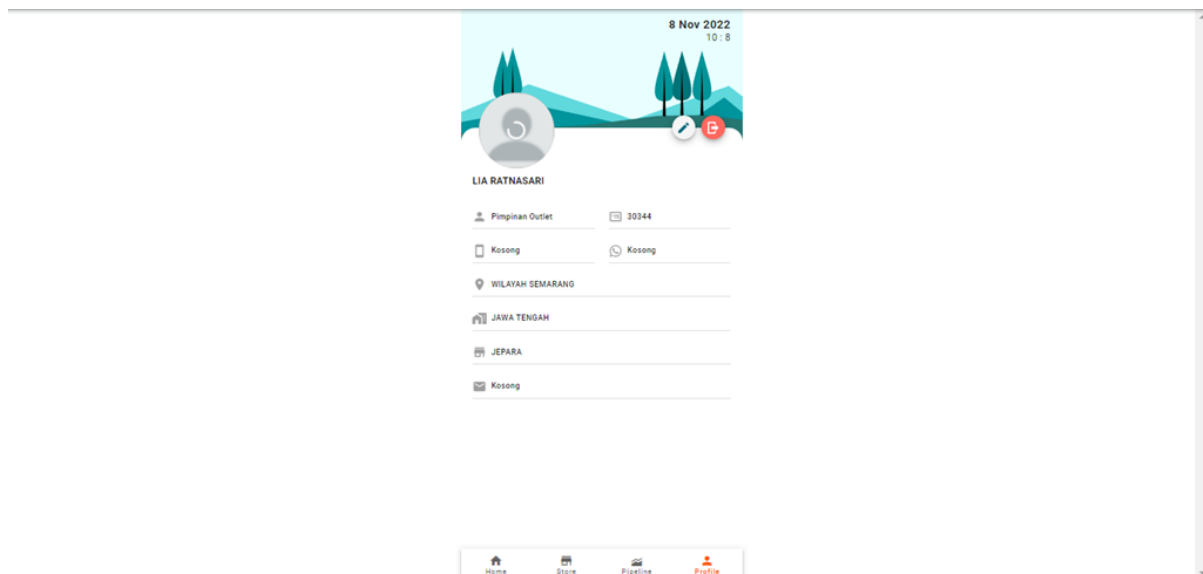 8 Nov 2022
10 : 8
LIA RATNASARI
Pimpinan Outlet
30344
Kosong
Kosong
WILAYAH SEMARANG
JAWA TENGAH
JEPARA
Kosong
Home Store Pipeline Profile